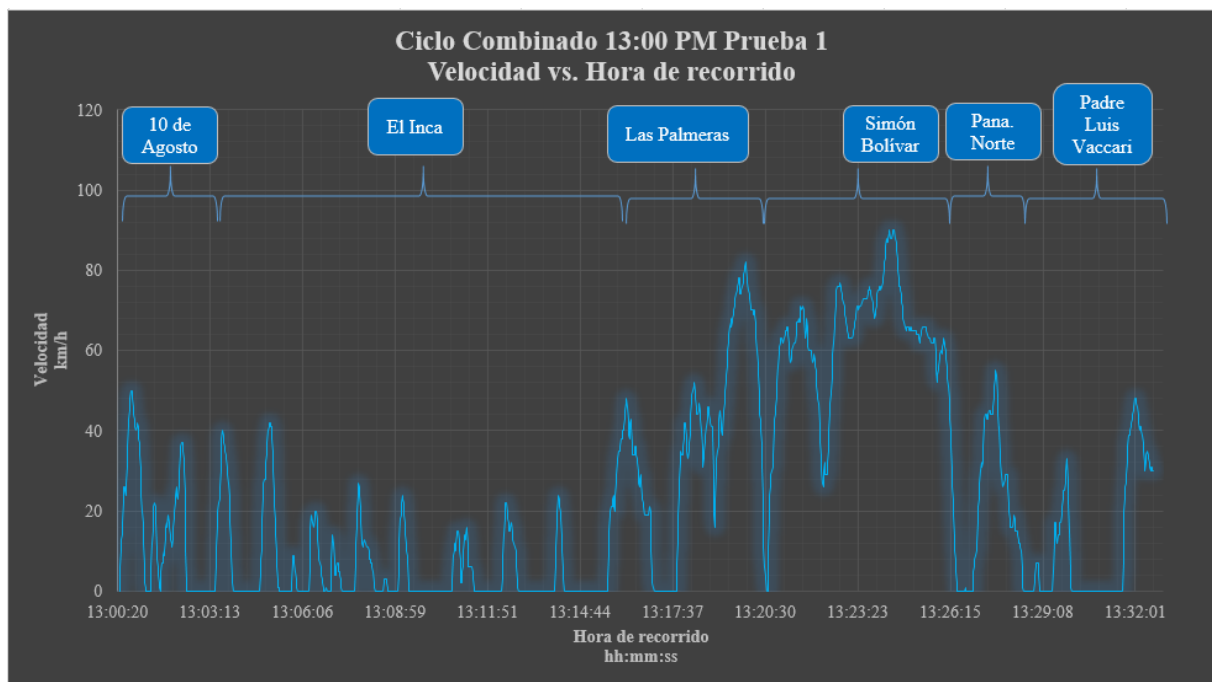 Ciclo Combinado 13:00 PM Prueba 1
Velocidad vs. Hora de recorrido
10 de
Agosto
El Inca
Las Palmeras
Simón
Bolívar
Pana.
Norte
Padre
Luis
Vaccari
120
100
80
60
40
20
0
Velocidad
km/h
13:00:20
13:03:13
13:06:06
13:08:59
13:11:51
13:14:44
13:17:37
13:20:30
13:23:23
13:26:15
13:29:08
13:32:01
Hora de recorrido
hh:mm:ss